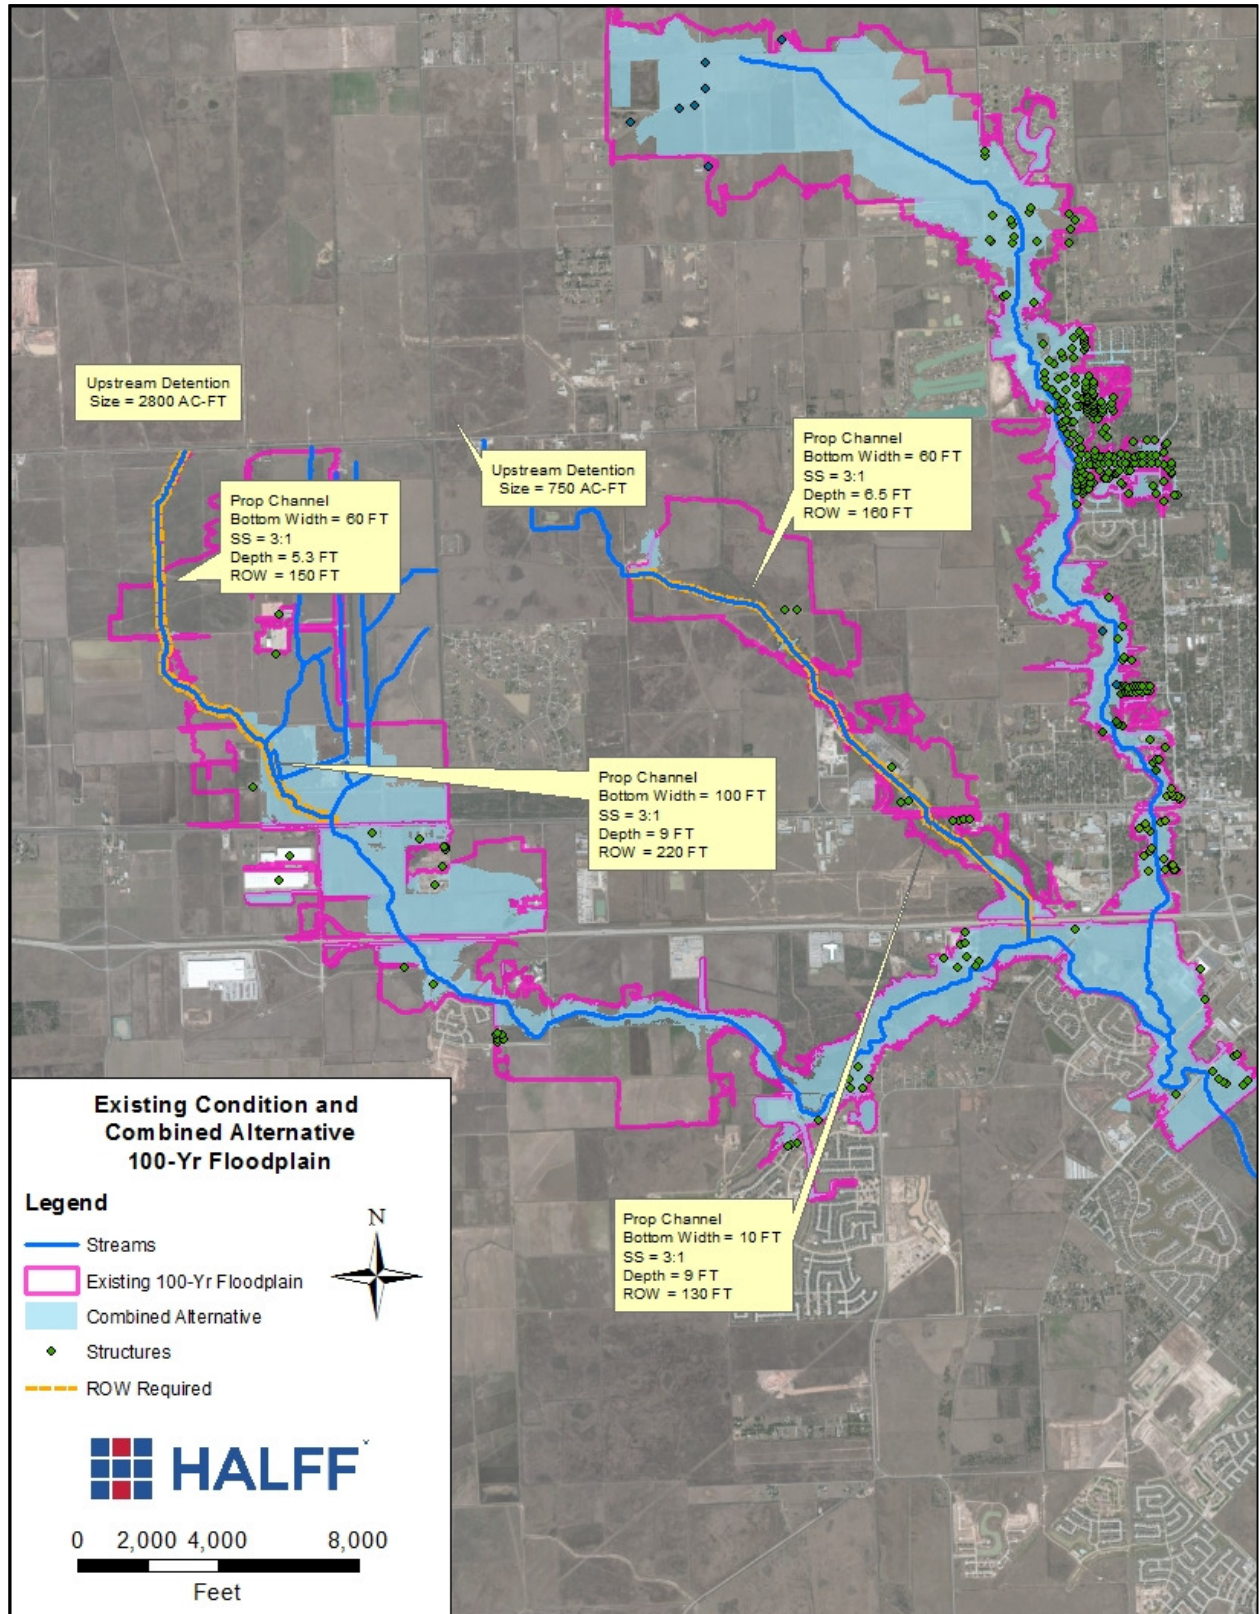 Upstream Detention
Size = 2800 AC-FT
Prop Channel
Bottom Width = 60 FT
SS = 3:1
Depth = 5.3 FT
ROW = 150 FT
Upstream Detention
Size = 750 AC-FT
Prop Channel
Bottom Width = 60 FT
SS = 3:1
Depth = 6.5 FT
ROW = 160 FT
Prop Channel
Bottom Width = 100 FT
SS = 3:1
Depth = 9 FT
ROW = 220 FT
Prop Channel
Bottom Width = 10 FT
SS = 3:1
Depth = 9 FT
ROW = 130 FT
Existing Condition and
Combined Alternative
100-Yr Floodplain
Legend
N
Streams
Existing 100-Yr Floodplain
Combined Alternative
Structures
ROW Required
HALFF
0 2,000 4,000 8,000
Feet